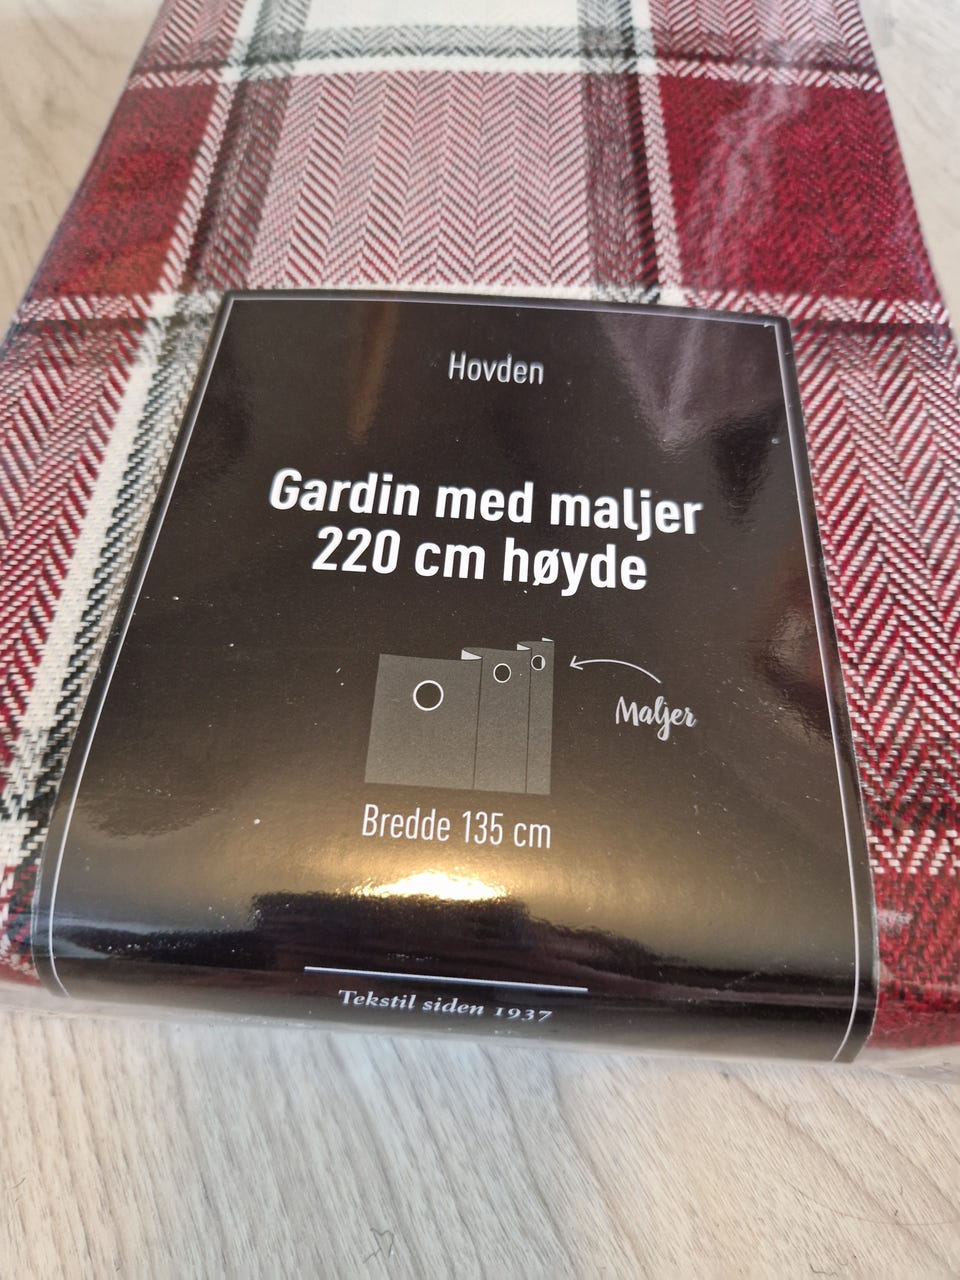 Hovden
Gardin med maljer
220 cm høyde
Maljer
Bredde 135 cm
Tekstil siden 1937